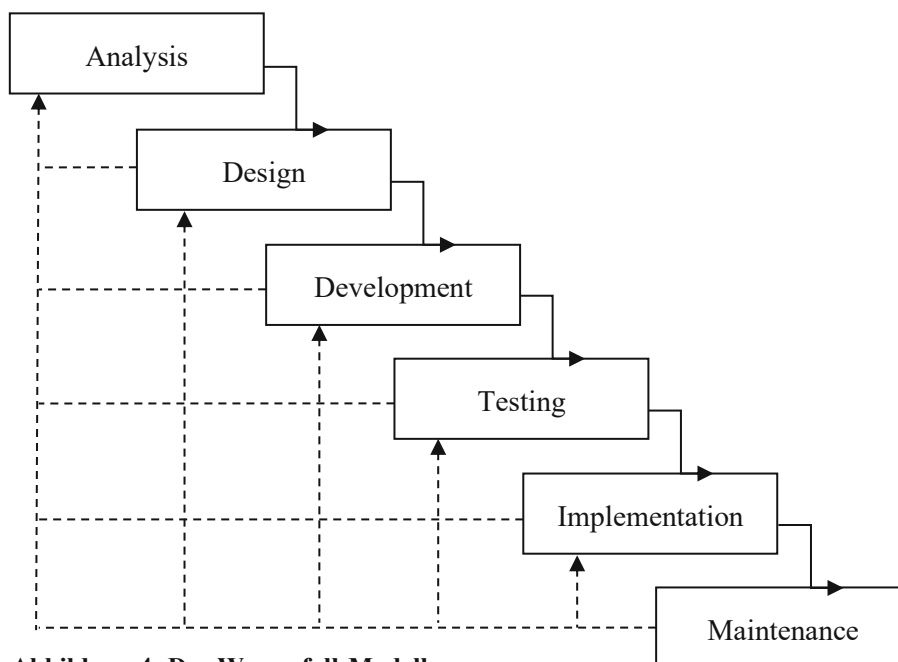 Analysis
Design
Development
Testing
Implementation
Maintenance
Abbildung 4: Das Wasserfall-Modell